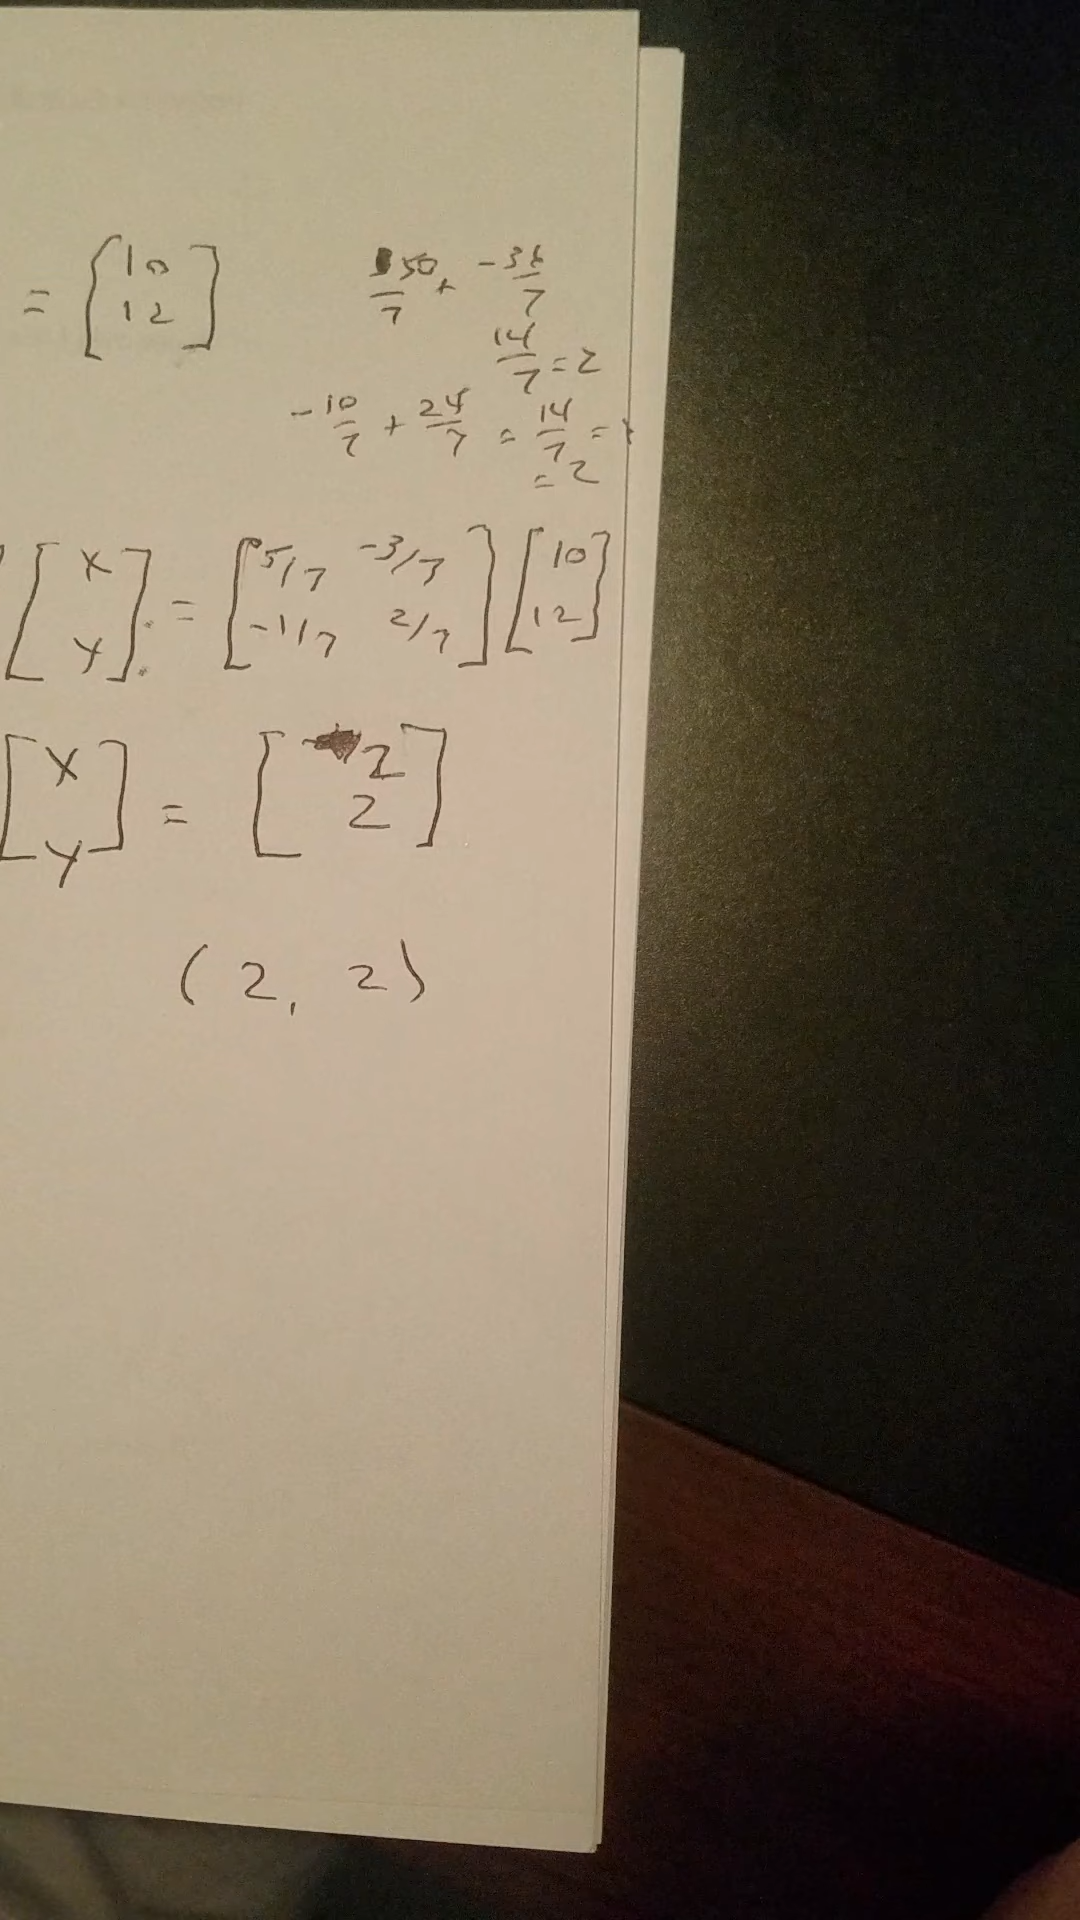 = [10
12]
50/7 + -36/7
14/7 = 2
-10/7 + 24/7 = 14/7 =
= 2
[x
y] = [5/7 -3/7
-1/7 2/7] [10
12]
[x
y] = [2
2]
(2, 2)